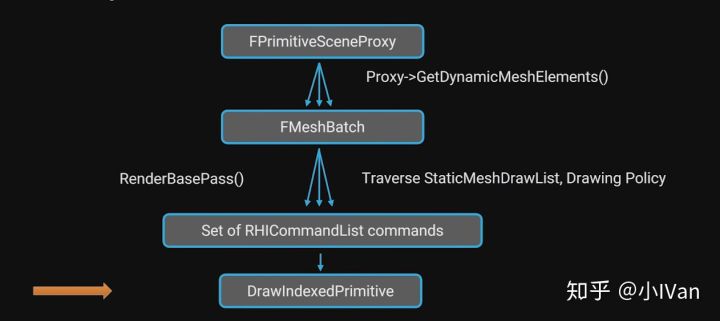 FPrimitiveSceneProxy
Proxy->GetDynamicMeshElements()
FMeshBatch
RenderBasePass()
Traverse StaticMeshDrawList, Drawing Policy
Set of RHICommandList commands
DrawIndexedPrimitive
知乎 @小IVan